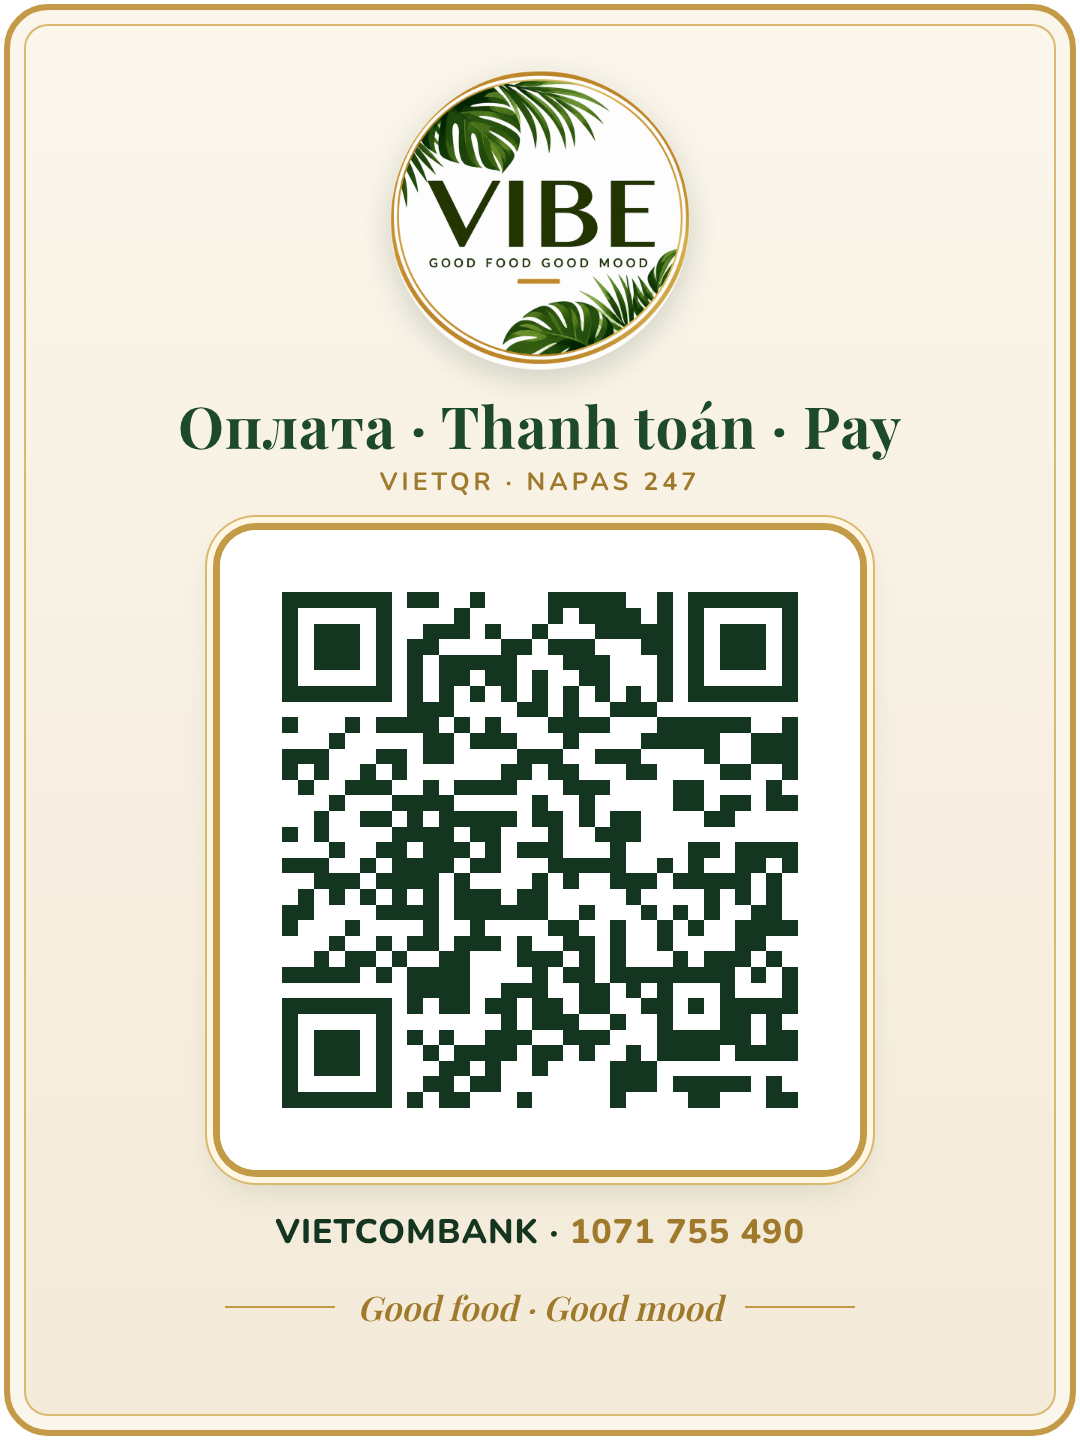 VIBE
GOOD FOOD GOOD MOOD
Оплата · Thanh toán · Pay
VIETQR · NAPAS 247
VIETCOMBANK · 1071 755 490
Good food · Good mood